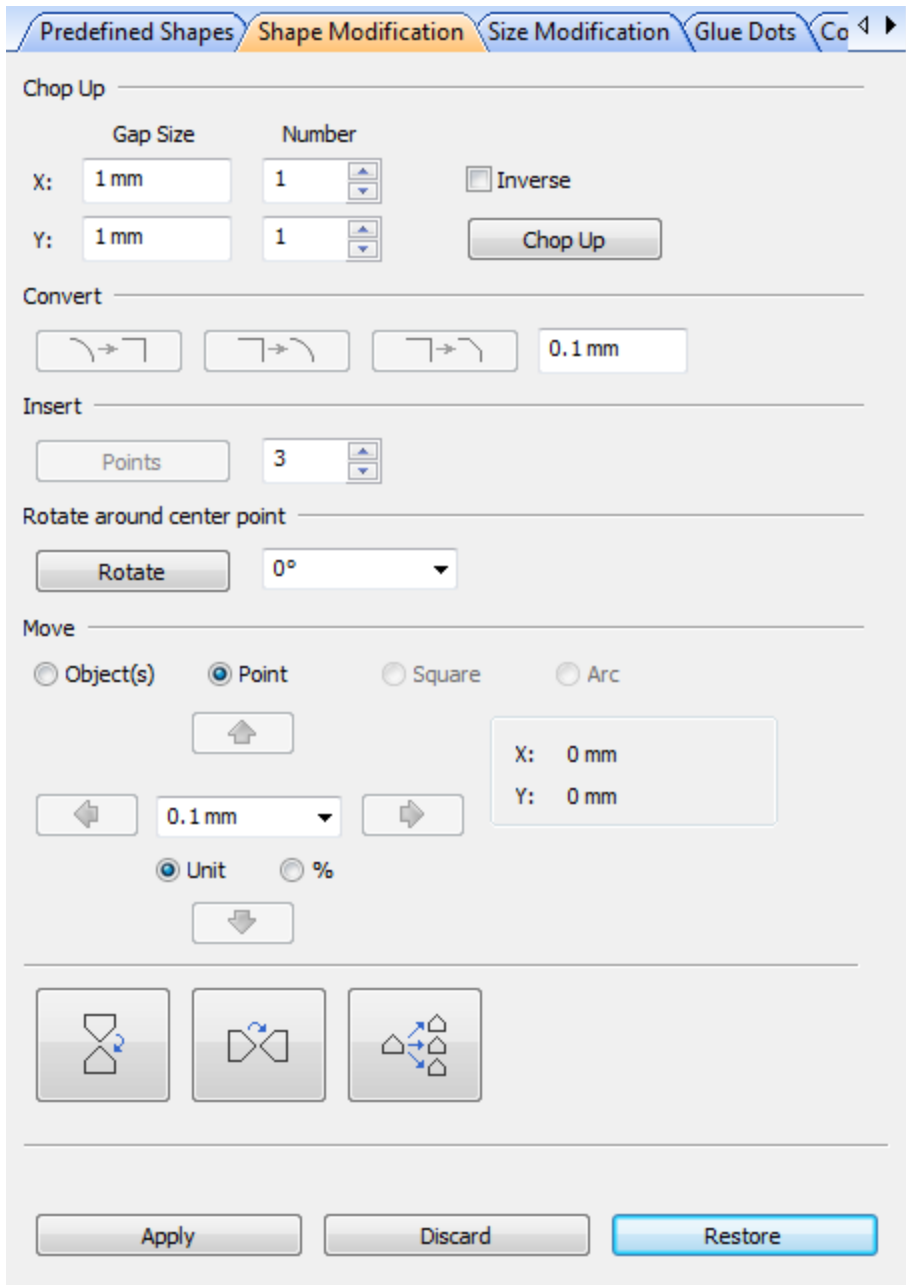 Predefined Shapes Shape Modification Size Modification Glue Dots Co
Chop Up
Gap Size Number
X: 1 mm 1 Inverse
Y: 1 mm 1 Chop Up
Convert
0.1 mm
Insert
Points 3
Rotate around center point
Rotate 0°
Move
Object(s) Point Square Arc
X: 0 mm
Y: 0 mm
0.1 mm
Unit %
Apply Discard Restore